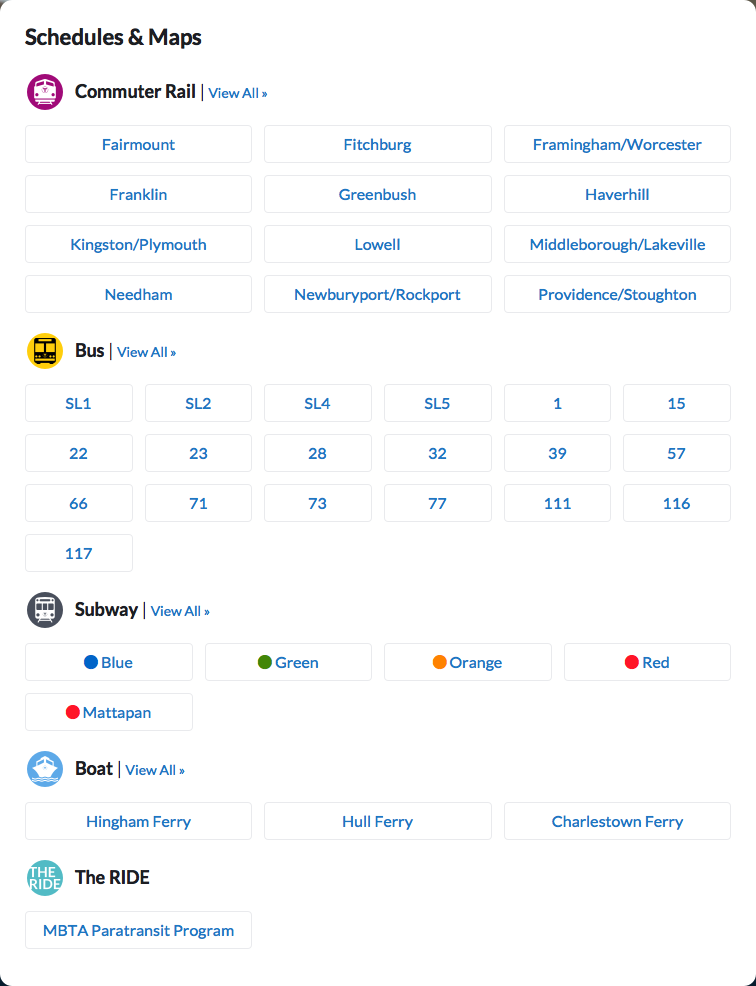 Schedules & Maps
Commuter Rail | View All »
Fairmount Fitchburg Framingham/Worcester
Franklin Greenbush Haverhill
Kingston/Plymouth Lowell Middleborough/Lakeville
Needham Newburyport/Rockport Providence/Stoughton
Bus | View All »
SL1 SL2 SL4 SL5 1 15
22 23 28 32 39 57
66 71 73 77 111 116
117
Subway | View All »
Blue Green Orange Red
Mattapan
Boat | View All »
Hingham Ferry Hull Ferry Charlestown Ferry
THE
RIDE
The RIDE
MBTA Paratransit Program